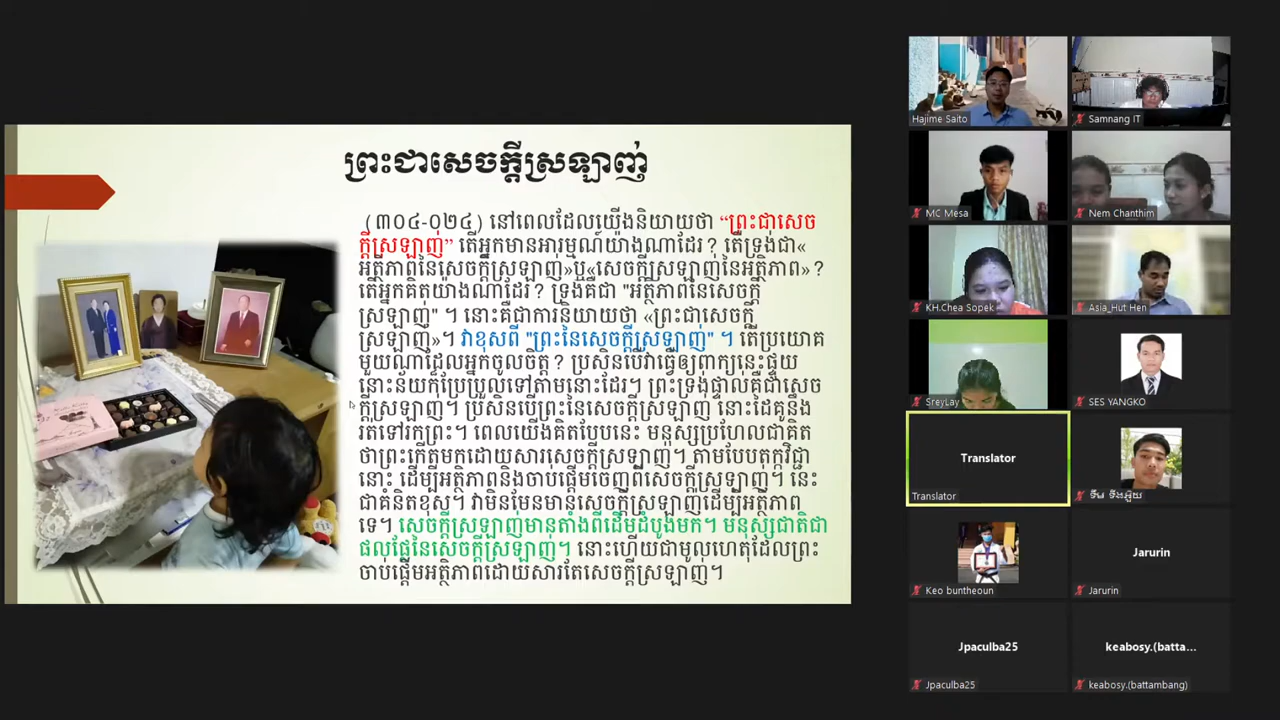 ព្រះជាសេចក្តីស្រឡាញ់
(៣០៤-០២៤) នៅពេលដែលយើងនិយាយថា “ព្រះជាសេច
ក្តីស្រឡាញ់” តើអ្នកមានអារម្មណ៍យ៉ាងណាដែរ? តើទ្រង់ជា«
អត្ថិភាពនៃសេចក្តីស្រឡាញ់»ឬ«សេចក្តីស្រឡាញ់នៃអត្ថិភាព»?
តើអ្នកគិតយ៉ាងណាដែរ? ទ្រង់គឺជា "អត្ថិភាពនៃសេចក្តី
ស្រឡាញ់" ។ នោះគឺជាការនិយាយថា «ព្រះជាសេចក្តី
ស្រឡាញ់»។ វាខុសពី "ព្រះនៃសេចក្តីស្រឡាញ់" ។ តើប្រយោគ
មួយណាដែលអ្នកចូលចិត្ត? ប្រសិនបើវាធ្វើឲ្យពាក្យនេះផ្ទុយ
នោះន័យក៏ប្រែប្រួលទៅតាមនោះដែរ។ ព្រះទ្រង់ផ្ទាល់គឺជាសេច
ក្តីស្រឡាញ់។ ប្រសិនបើព្រះនៃសេចក្តីស្រឡាញ់ នោះដៃគូនឹង
រត់ទៅរកព្រះ។ ពេលយើងគិតបែបនេះ មនុស្សប្រហែលជាគិត
ថាព្រះកើតមកដោយសារសេចក្តីស្រឡាញ់។ តាមបែបតក្កវិជ្ជា
នោះ ដើម្បីអត្ថិភាពនិងចាប់ផ្តើមចេញពីសេចក្តីស្រឡាញ់។ នេះ
ជាគំនិតខុស។ វាមិនមែនមានសេចក្តីស្រឡាញ់ដើម្បីអត្ថិភាព
ទេ។ សេចក្តីស្រឡាញ់មានតាំងពីដើមដំបូងមក។ មនុស្សជាតិជា
ផលផ្លែនៃសេចក្តីស្រឡាញ់។ នោះហើយជាមូលហេតុដែលព្រះ
ចាប់ផ្តើមអត្ថិភាពដោយសារតែសេចក្តីស្រឡាញ់។
Hajime Saito
Samnang IT
MC Mesa
Nem Chanthim
KH.Chea Sopek
Asia_Hut Hen
SreyLay
SES YANGKO
Translator
Translator
Keo buntheoun
Jarurin
Jarurin
Jpaculba25
Jpaculba25
keabosy.(batta...
keabosy.(battambang)